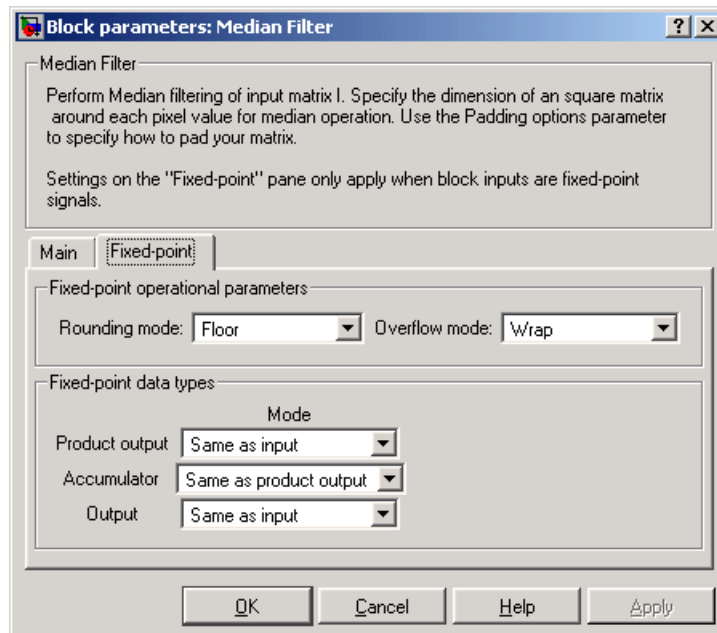 Block parameters: Median Filter
Median Filter
Perform Median filtering of input matrix I. Specify the dimension of an square matrix
around each pixel value for median operation. Use the Padding options parameter
to specify how to pad your matrix.
Settings on the "Fixed-point" pane only apply when block inputs are fixed-point
signals.
Main Fixed-point
Fixed-point operational parameters
Rounding mode: Floor Overflow mode: Wrap
Fixed-point data types
Mode
Product output Same as input
Accumulator Same as product output
Output Same as input
OK Cancel Help Apply